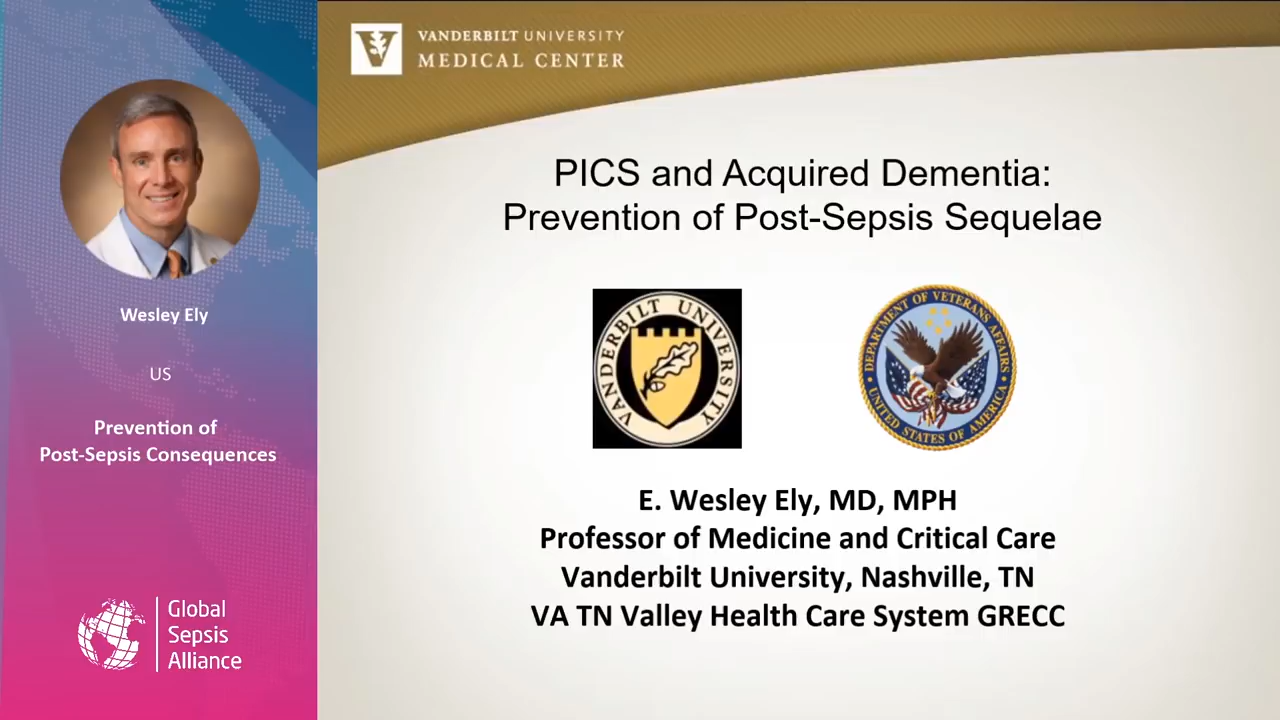 Wesley Ely
US
Prevention of
Post-Sepsis Consequences
Global
Sepsis
Alliance
VANDERBILT UNIVERSITY
MEDICAL CENTER
PICS and Acquired Dementia:
Prevention of Post-Sepsis Sequelae
VANDERBILT UNIVERSITY
DEPARTMENT OF VETERANS AFFAIRS
UNITED STATES OF AMERICA
E. Wesley Ely, MD, MPH
Professor of Medicine and Critical Care
Vanderbilt University, Nashville, TN
VA TN Valley Health Care System GRECC